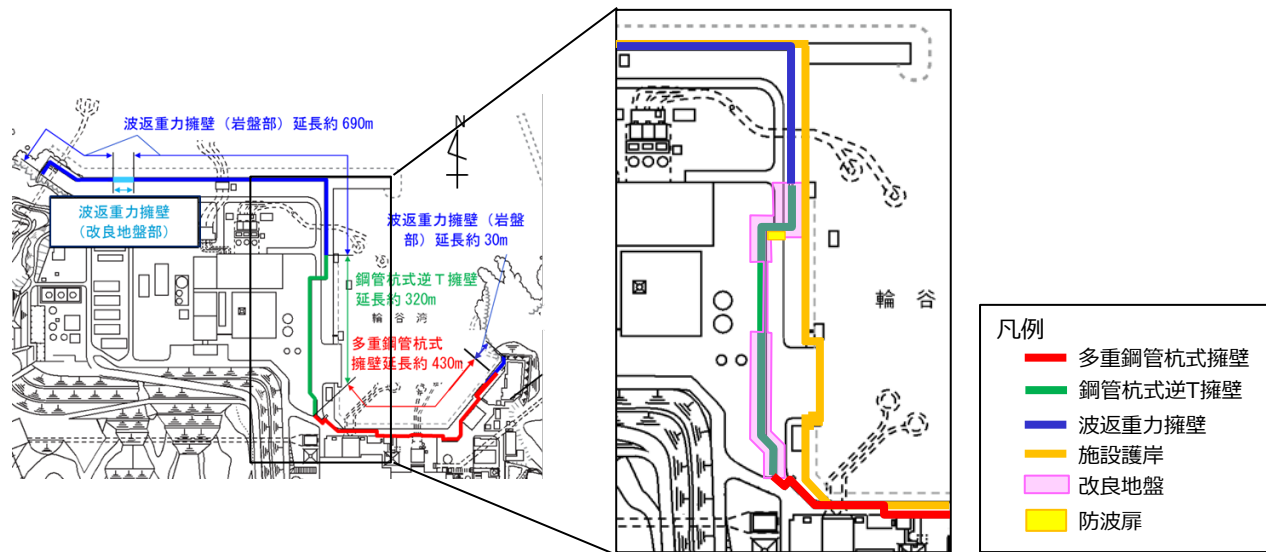 波返重力擁壁（岩盤部）延長約 690m
N
波返重力擁壁
（改良地盤部）
波返重力擁壁（岩盤
部）延長約 30m
鋼管杭式逆Ｔ擁壁
延長約 320m
輪 谷 湾
多重鋼管杭式
擁壁延長約 430m
輪 谷
凡例
多重鋼管杭式擁壁
鋼管杭式逆T擁壁
波返重力擁壁
施設護岸
改良地盤
防波扉